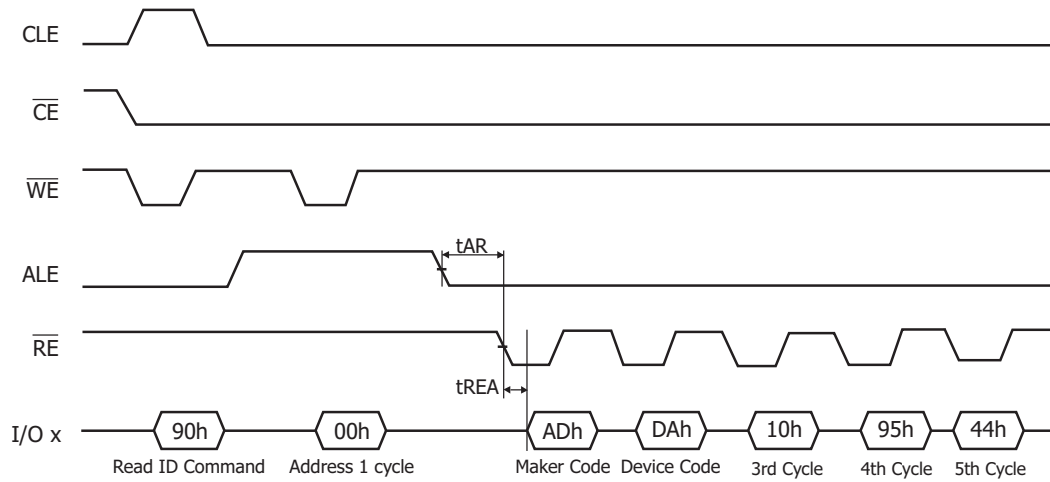 CLE
CE
WE
tAR
ALE
RE
tREA
I/O x 90h 00h ADh DAh 10h 95h 44h
Read ID Command Address 1 cycle Maker Code Device Code 3rd Cycle 4th Cycle 5th Cycle